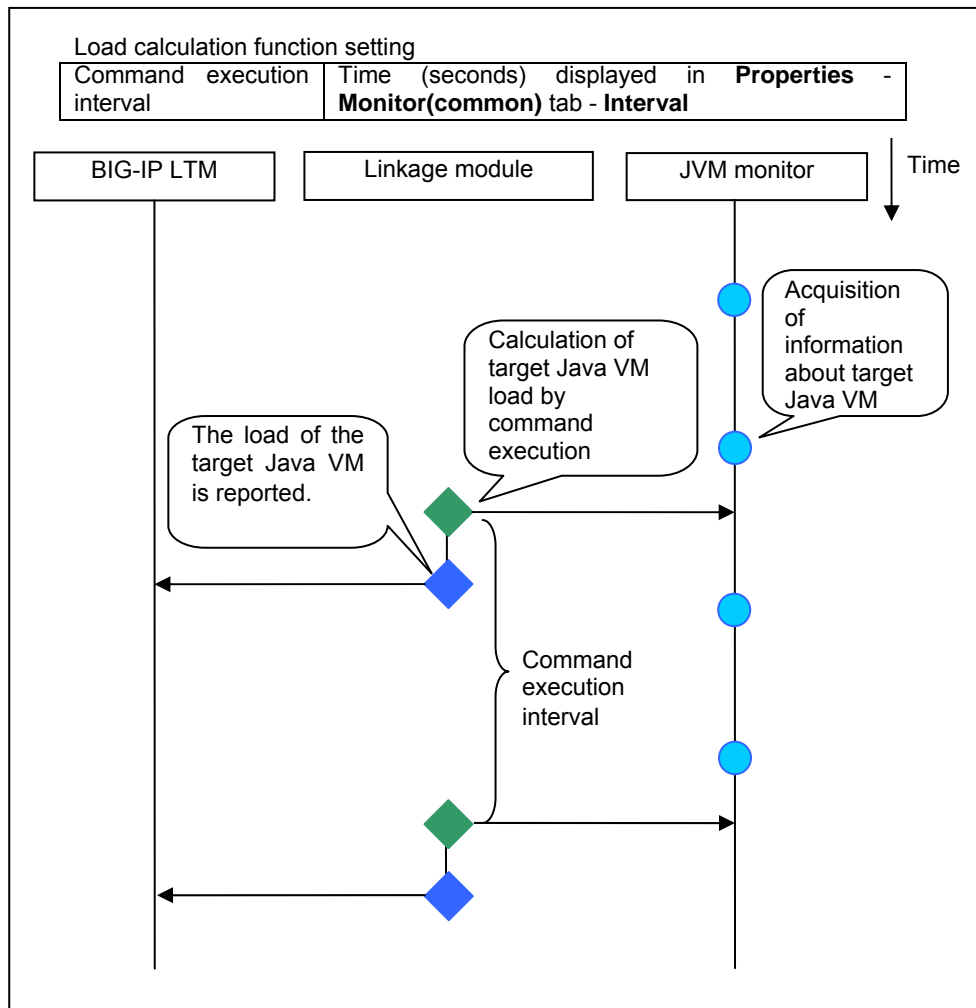 Load calculation function setting
Command execution
interval
Time (seconds) displayed in Properties -
Monitor(common) tab - Interval
BIG-IP LTM
Linkage module
JVM monitor
Time
Acquisition
of
information
about target
Java VM
Calculation of
target Java VM
load by
command
execution
The load of the
target Java VM
is reported.
Command
execution
interval